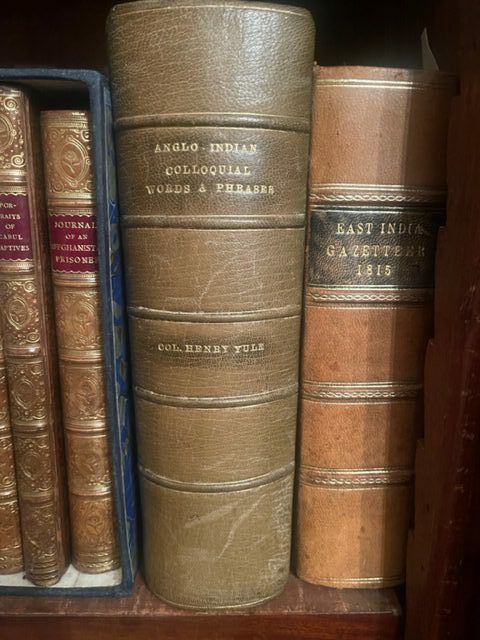 POR-
TRAITS
OF
CABUL
CAPTIVES
JOURNAL
OF AN
AFFGHANISTAN
PRISONER
ANGLO-INDIAN
COLLOQUIAL
WORDS & PHRASES
COL. HENRY YULE
EAST INDIA
GAZETTEER
1815